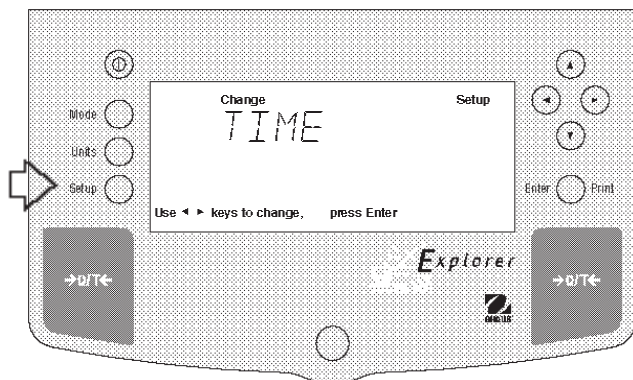 Change Setup
TIME
Mode
Units
Setup
Use ◄ ► keys to change, press Enter
Enter Print
→0/T← →0/T←
Explorer
OHAUS